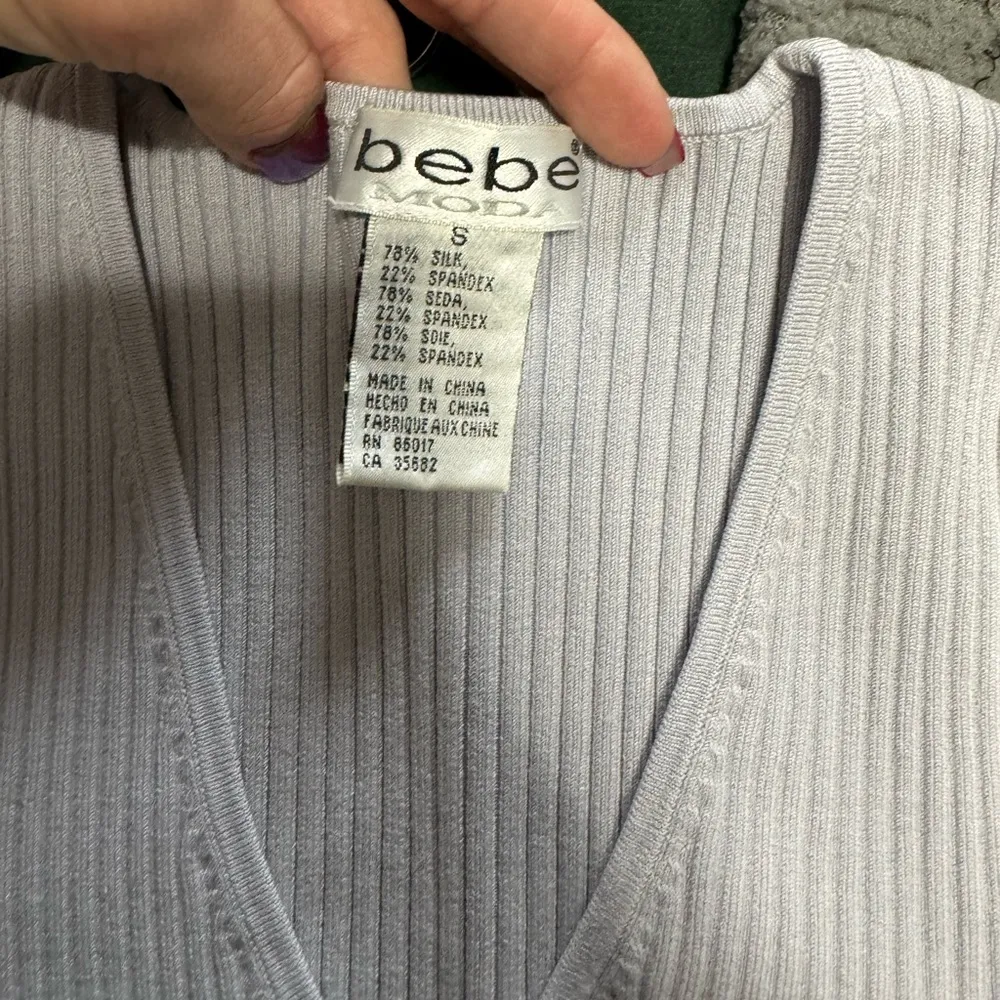 bebe®
MODA
S
78% SILK,
22% SPANDEX
78% SEDA,
22% SPANDEX
78% SOIE,
22% SPANDEX
MADE IN CHINA
HECHO EN CHINA
FABRIQUE AUX CHINE
RN 86017
CA 35682